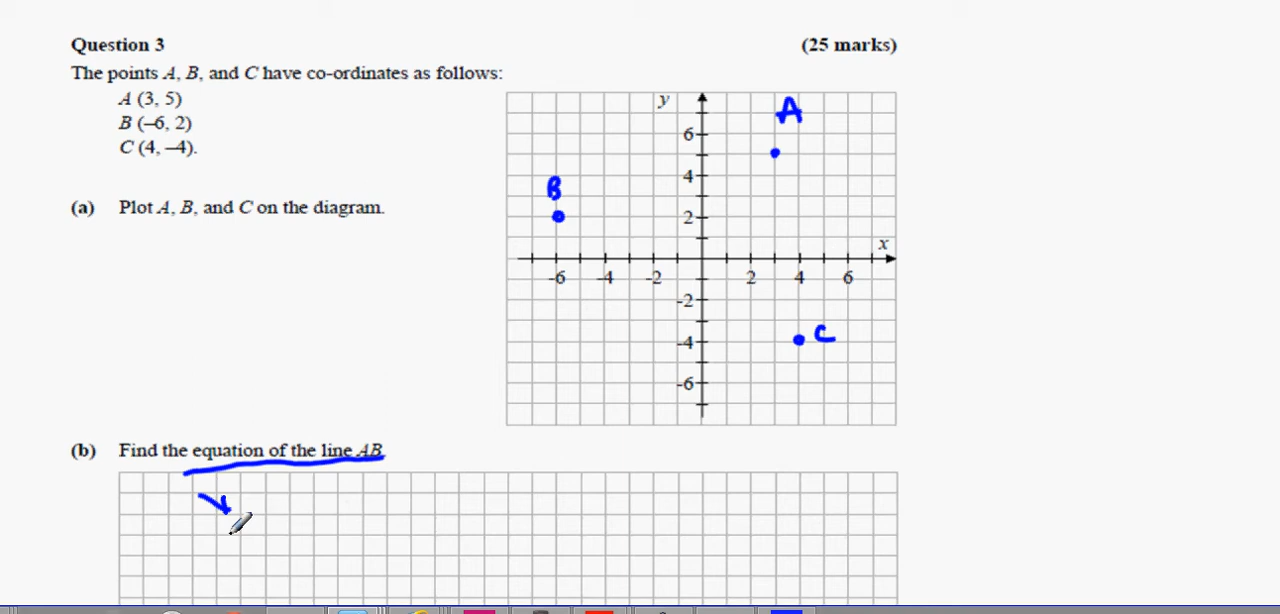 Question 3 (25 marks)
The points A, B, and C have co-ordinates as follows:
A (3, 5)
B (–6, 2)
C (4, –4).
(a) Plot A, B, and C on the diagram.
y
A
6
B
4
2
x
-6 -4 -2 2 4 6
-2
C
-4
-6
(b) Find the equation of the line AB